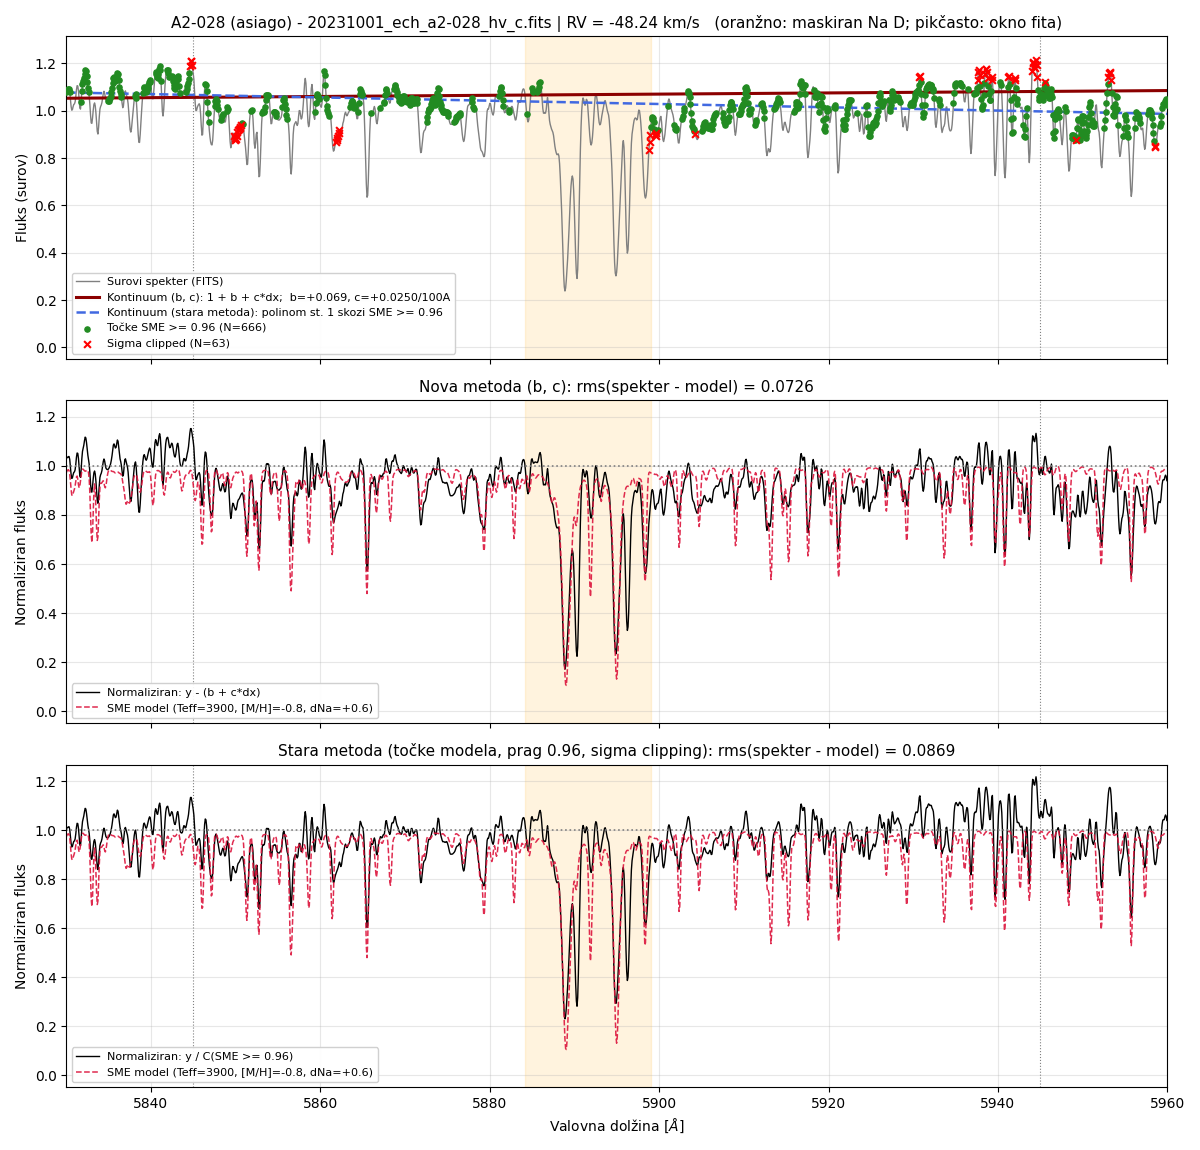 A2-028 (asiago) - 20231001_ech_a2-028_hv_c.fits | RV = -48.24 km/s   (oranžno: maskiran Na D; pikčasto: okno fita)
1.2
1.0
0.8
0.6
0.4
0.2
0.0
Fluks (surov)
Surovi spekter (FITS)
Kontinuum (b, c): 1 + b + c*dx;  b=+0.069, c=+0.0250/100A
Kontinuum (stara metoda): polinom st. 1 skozi SME >= 0.96
Točke SME >= 0.96 (N=666)
Sigma clipped (N=63)
Nova metoda (b, c): rms(spekter - model) = 0.0726
1.2
1.0
0.8
0.6
0.4
0.2
0.0
Normaliziran fluks
Normaliziran: y - (b + c*dx)
SME model (Teff=3900, [M/H]=-0.8, dNa=+0.6)
Stara metoda (točke modela, prag 0.96, sigma clipping): rms(spekter - model) = 0.0869
1.2
1.0
0.8
0.6
0.4
0.2
0.0
Normaliziran fluks
Normaliziran: y / C(SME >= 0.96)
SME model (Teff=3900, [M/H]=-0.8, dNa=+0.6)
5840 5860 5880 5900 5920 5940 5960
Valovna dolžina [Å]